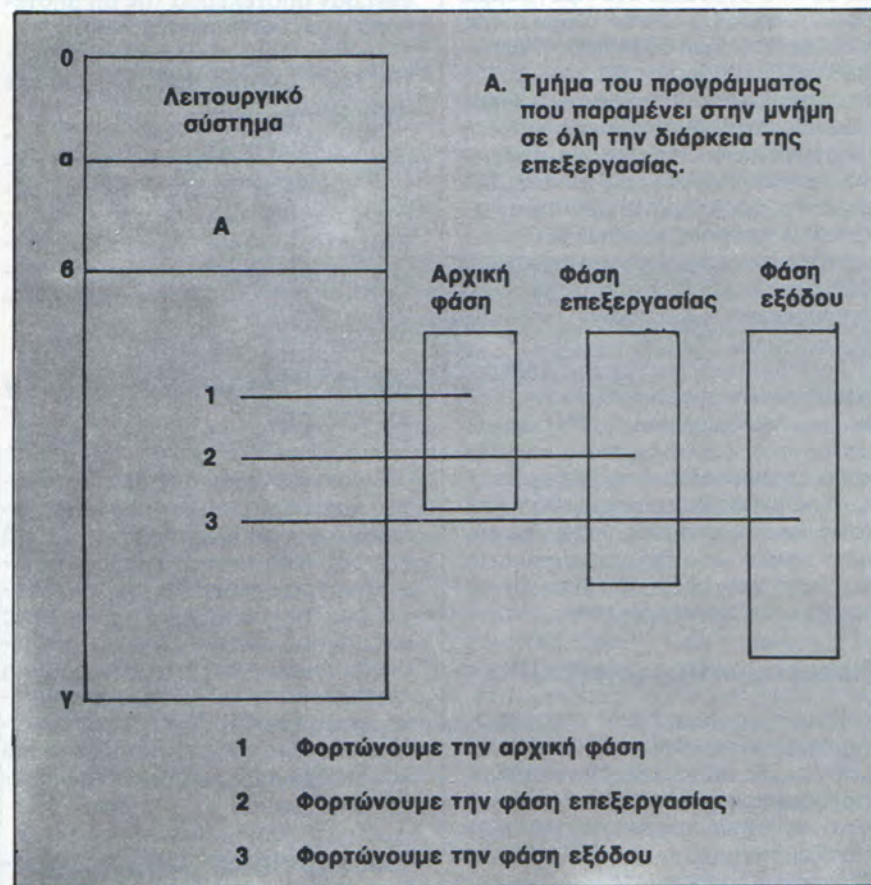 0
Λειτουργικό
σύστημα
α
Α
β
Α. Τμήμα του προγράμματος
που παραμένει στην μνήμη
σε όλη την διάρκεια της
επεξεργασίας.
Αρχική
φάση
Φάση
επεξεργασίας
Φάση
εξόδου
1
2
3
γ
1 Φορτώνουμε την αρχική φάση
2 Φορτώνουμε την φάση επεξεργασίας
3 Φορτώνουμε την φάση εξόδου